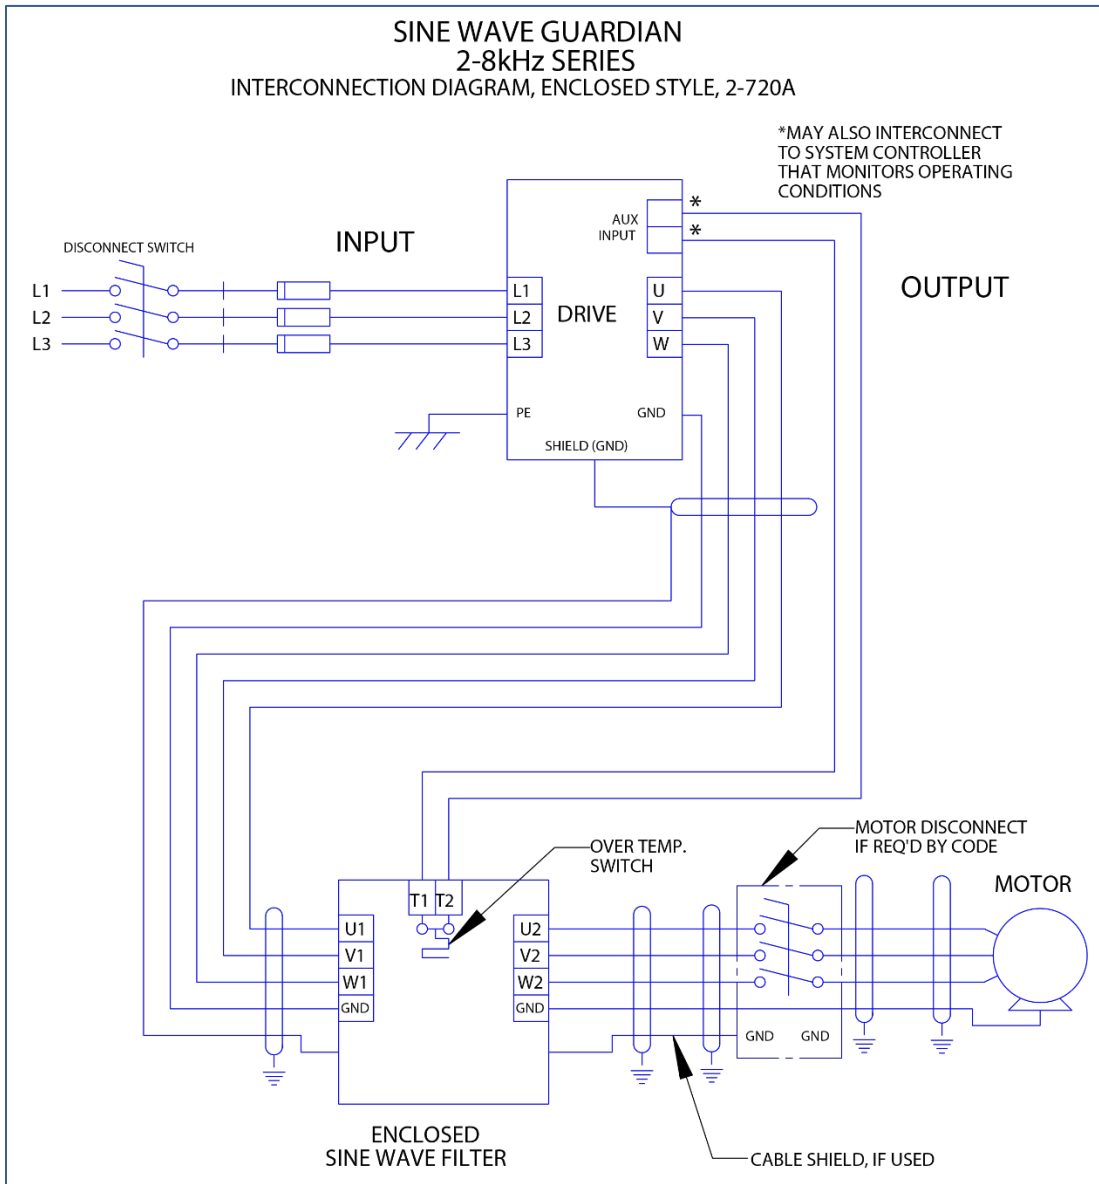 SINE WAVE GUARDIAN
2-8kHz SERIES
INTERCONNECTION DIAGRAM, ENCLOSED STYLE, 2-720A
*MAY ALSO INTERCONNECT
TO SYSTEM CONTROLLER
THAT MONITORS OPERATING
CONDITIONS
DISCONNECT SWITCH
INPUT
AUX
INPUT
*
*
OUTPUT
L1
L2
L3
L1
L2
L3
DRIVE
U
V
W
PE
GND
SHIELD (GND)
OVER TEMP.
SWITCH
MOTOR DISCONNECT
IF REQ'D BY CODE
MOTOR
T1
T2
U1
V1
W1
GND
U2
V2
W2
GND
GND
GND
ENCLOSED
SINE WAVE FILTER
CABLE SHIELD, IF USED